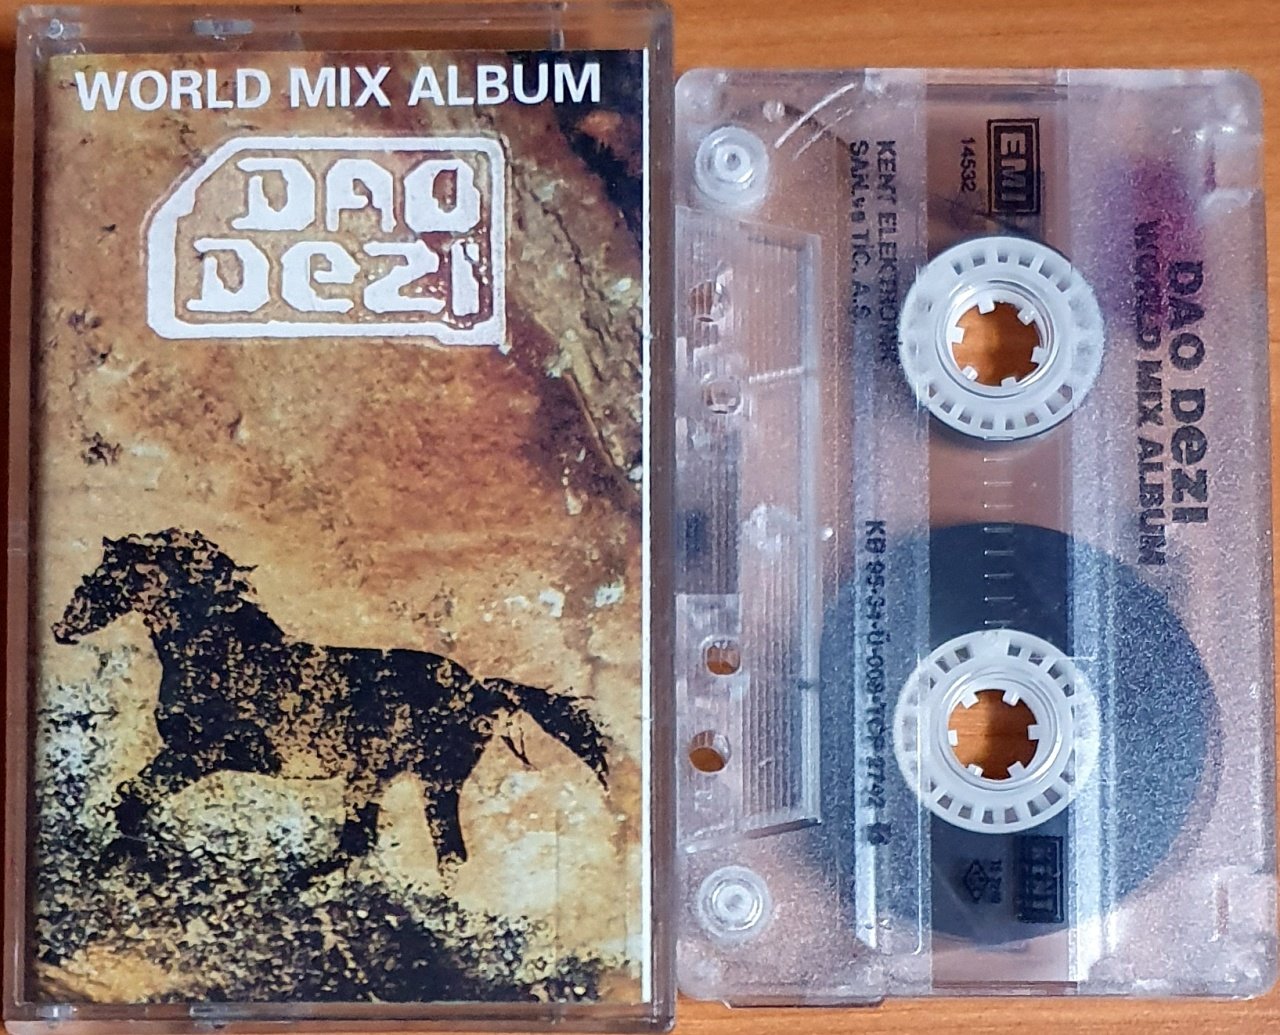 WORLD MIX ALBUM
DAO
Dezi
EMI
14532
KENT ELEKTRONİK
SAN. ve TİC. A.Ş.
DAO Dezi
WORLD MIX ALBUM
KENT